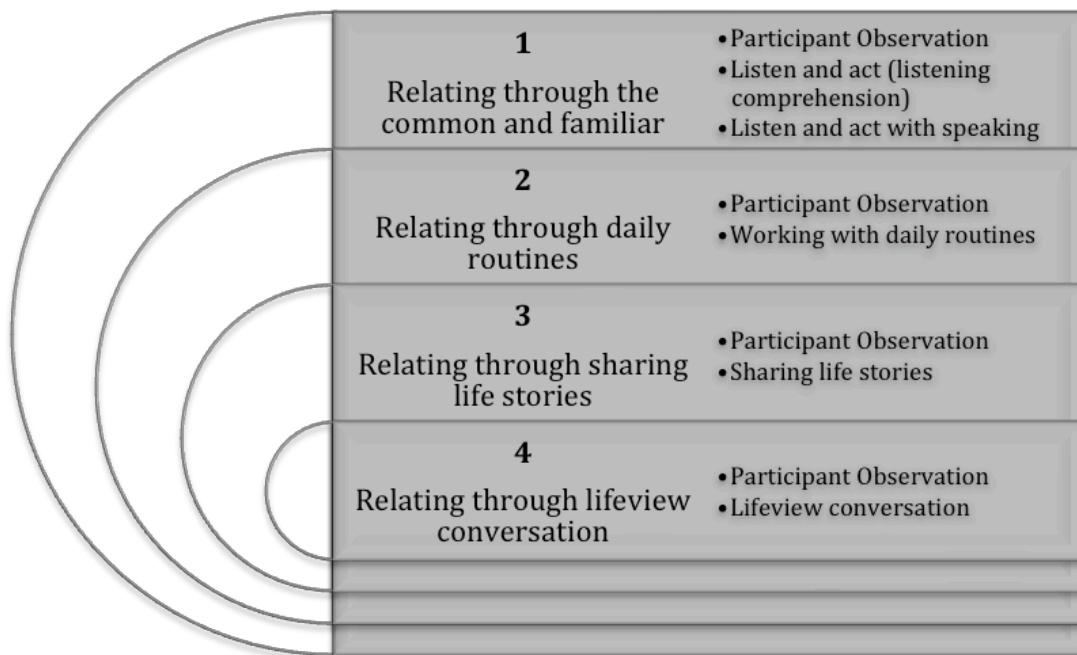 1
Relating through the
common and familiar
•Participant Observation
•Listen and act (listening
comprehension)
•Listen and act with speaking
2
Relating through daily
routines
•Participant Observation
•Working with daily routines
3
Relating through sharing
life stories
•Participant Observation
•Sharing life stories
4
Relating through lifeview
conversation
•Participant Observation
•Lifeview conversation